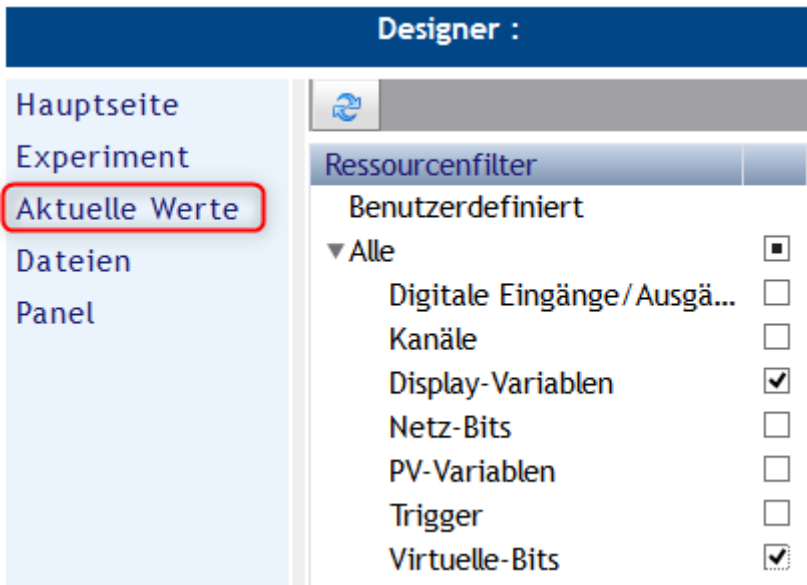 Designer :
Hauptseite
Experiment
Aktuelle Werte
Dateien
Panel
Ressourcenfilter
Benutzerdefiniert
Alle
Digitale Eingänge/Ausgä...
Kanäle
Display-Variablen
Netz-Bits
PV-Variablen
Trigger
Virtuelle-Bits